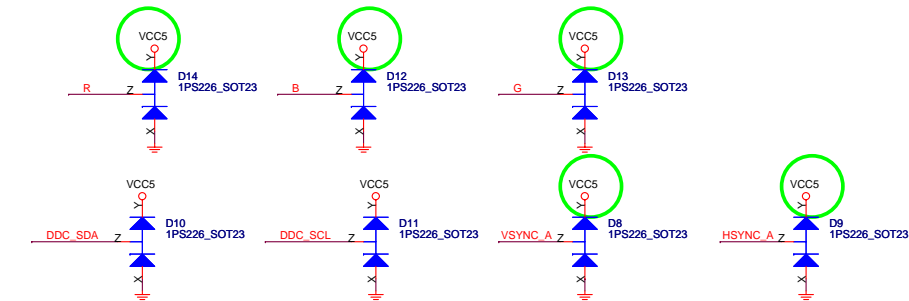 VCC5
Y
D14
1PS226_SOT23
R
Z
X
VCC5
Y
D12
1PS226_SOT23
B
Z
X
VCC5
Y
D13
1PS226_SOT23
G
Z
X
VCC5
Y
D10
1PS226_SOT23
DDC_SDA
Z
X
VCC5
Y
D11
1PS226_SOT23
DDC_SCL
Z
X
VCC5
Y
D8
1PS226_SOT23
VSYNC_A
Z
X
VCC5
Y
D9
1PS226_SOT23
HSYNC_A
Z
X